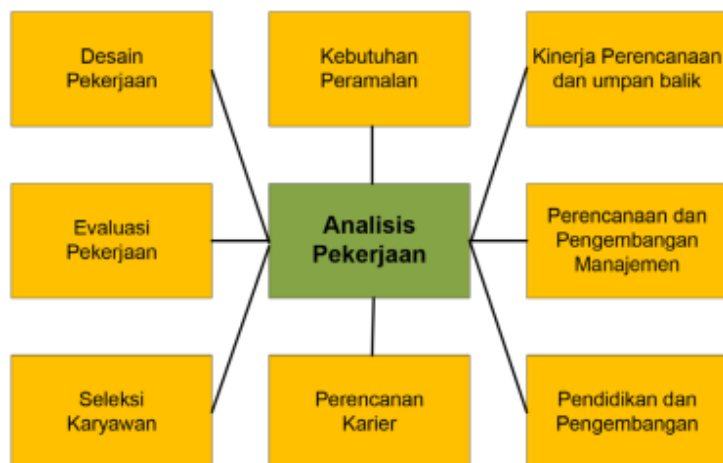 Desain
Pekerjaan
Kebutuhan
Peramalan
Kinerja Perencanaan
dan umpan balik
Evaluasi
Pekerjaan
Analisis
Pekerjaan
Perencanaan dan
Pengembangan
Manajemen
Seleksi
Karyawan
Perencanan
Karier
Pendidikan dan
Pengembangan